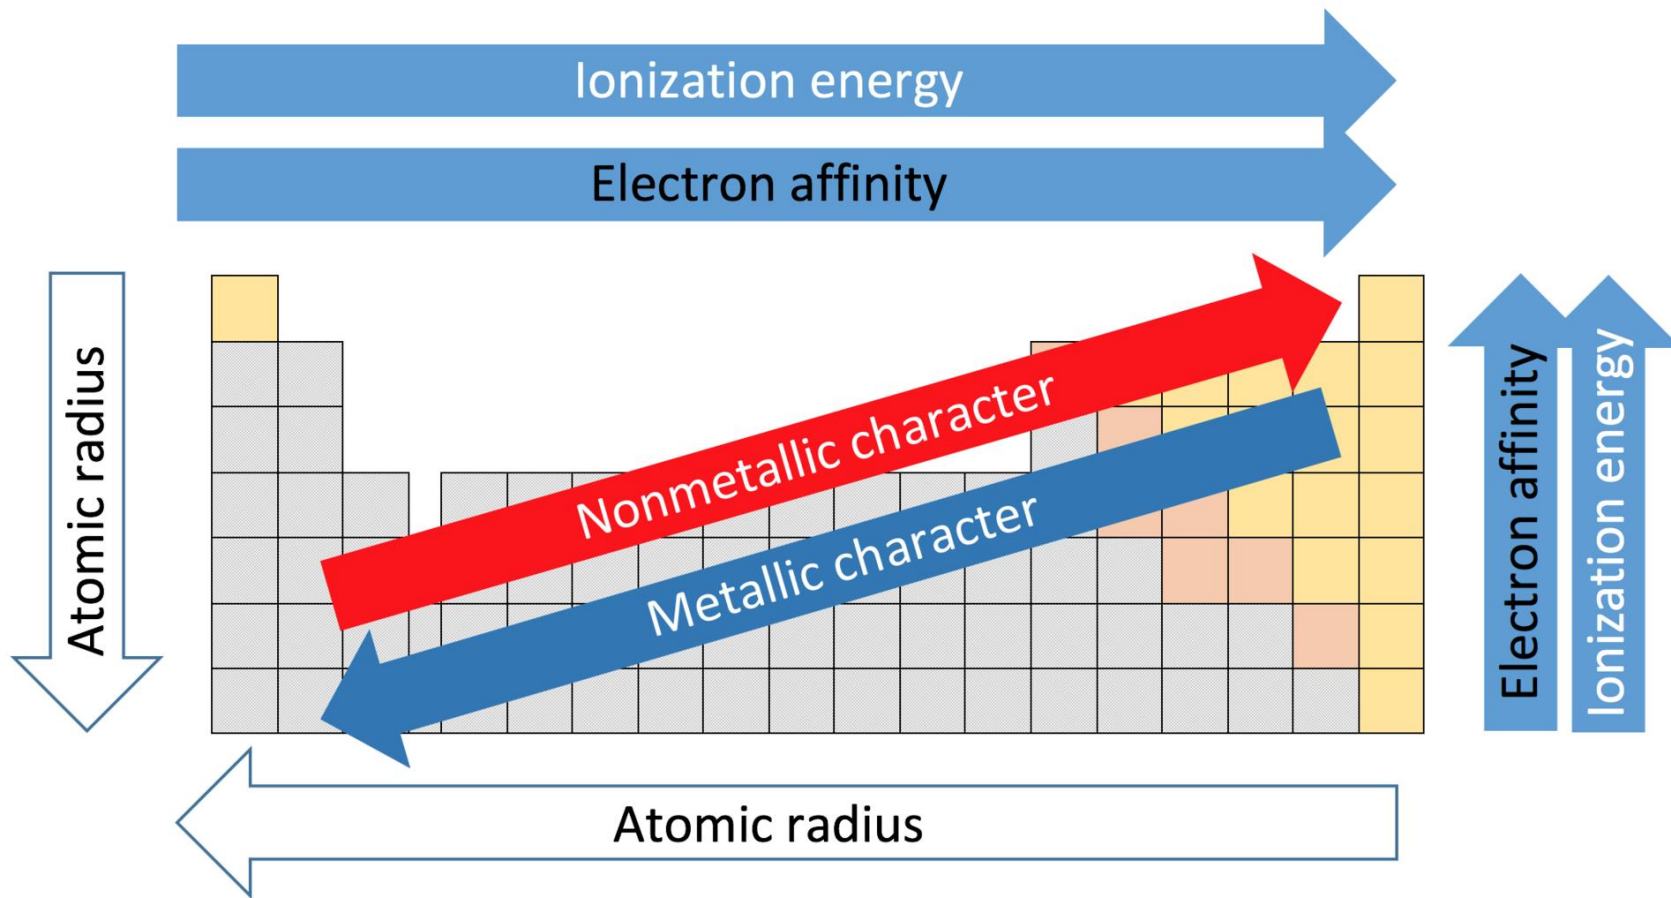 Ionization energy
Electron affinity
Atomic radius
Nonmetallic character
Metallic character
Electron affinity
Ionization energy
Atomic radius